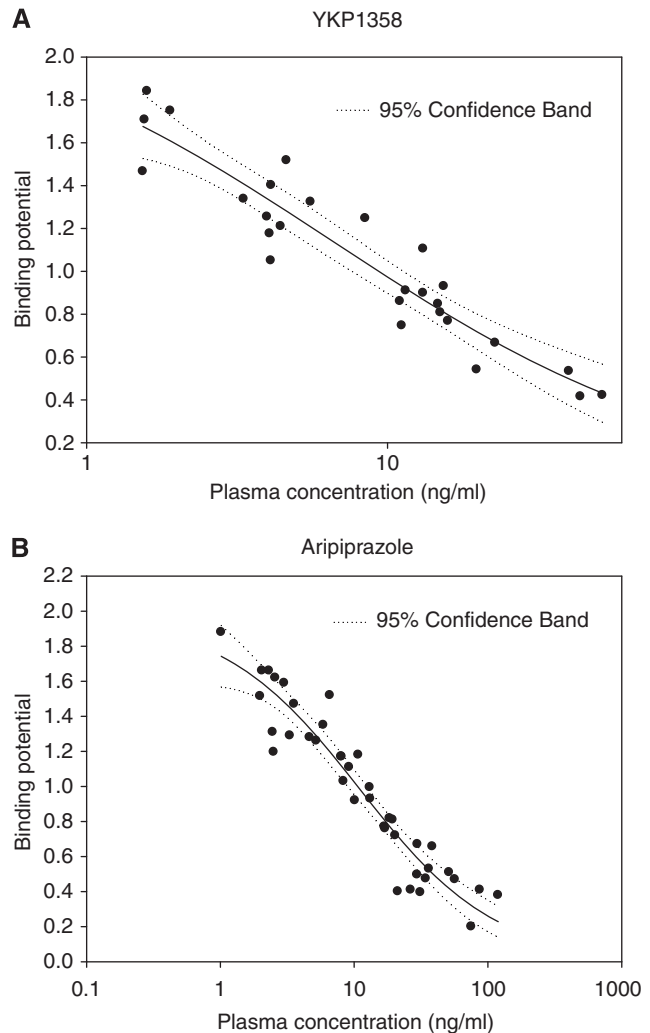 A
YKP1358
2.0
1.8
1.6
1.4
1.2
1.0
0.8
0.6
0.4
0.2
Binding potential
95% Confidence Band
1
10
Plasma concentration (ng/ml)
B
Aripiprazole
2.2
2.0
1.8
1.6
1.4
1.2
1.0
0.8
0.6
0.4
0.2
0.0
Binding potential
95% Confidence Band
0.1
1
10
100
1000
Plasma concentration (ng/ml)